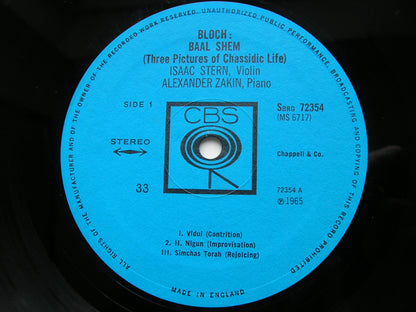 ALL RIGHTS OF THE MANUFACTURER AND OF THE OWNER OF THE RECORDED WORK RESERVED. UNAUTHORIZED PUBLIC PERFORMANCE, BROADCASTING AND COPYING OF THIS RECORD PROHIBITED
BLOCH:
BAAL SHEM
(Three Pictures of Chassidic Life)
ISAAC STERN, Violin
ALEXANDER ZAKIN, Piano
SIDE 1
SBRG 72354
(MS 6717)
CBS
STEREO
Chappell & Co.
33
72354 A
℗ 1965
I. Vidui (Contrition)
2. II. Nigun (Improvisation)
III. Simchas Torah (Rejoicing)
MADE IN ENGLAND